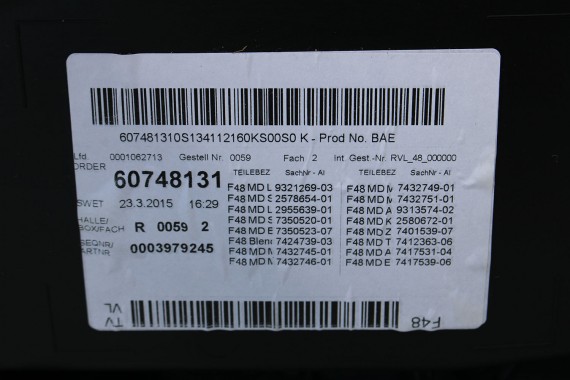 607481310S134112160KS00S0 K - Prod No. BAE
Lfd. 0001062713 Gestell Nr. 0059 Fach 2 Int. Gest -Nr. RVL_48_000000
ORDER 60748131
SWET 23.3.2015 16:29
HALLE/
BOX/FACH R 0059 2
BEGNR/
ARTNR 0003979245
TEILEBEZ SachNr - AI
F48 MD L 9321269-03
F48 MD S 2578654-01
F48 MD L 2955639-01
F48 MD S 7350520-01
F48 MD E 7350523-07
F48 Blend 7424739-03
F48 MD M 7432745-01
F48 MD M 7432746-01
TEILEBEZ SachNr - AI
F48 MD M 7432749-01
F48 MD M 7432751-01
F48 MD A 9313574-02
F48 MD K 2580672-01
F48 MD Z 7401539-07
F48 MD T 7412363-06
F48 MD A 7417531-04
F48 MD E 7417539-06
TV
VL
F48